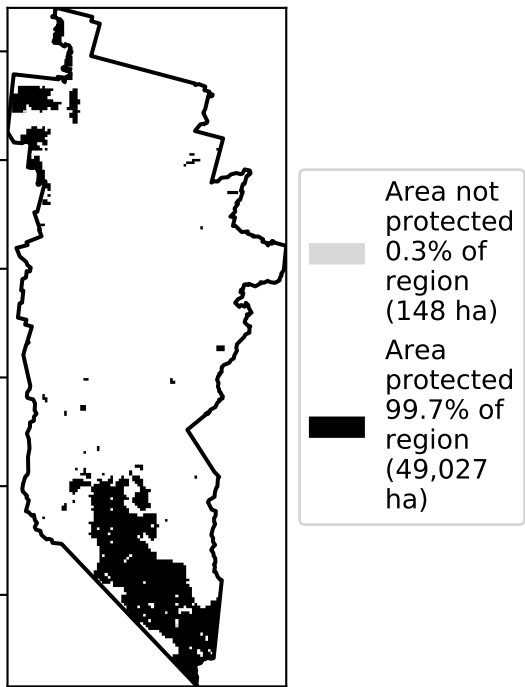 Area not
protected
0.3% of
region
(148 ha)
Area
protected
99.7% of
region
(49,027
ha)